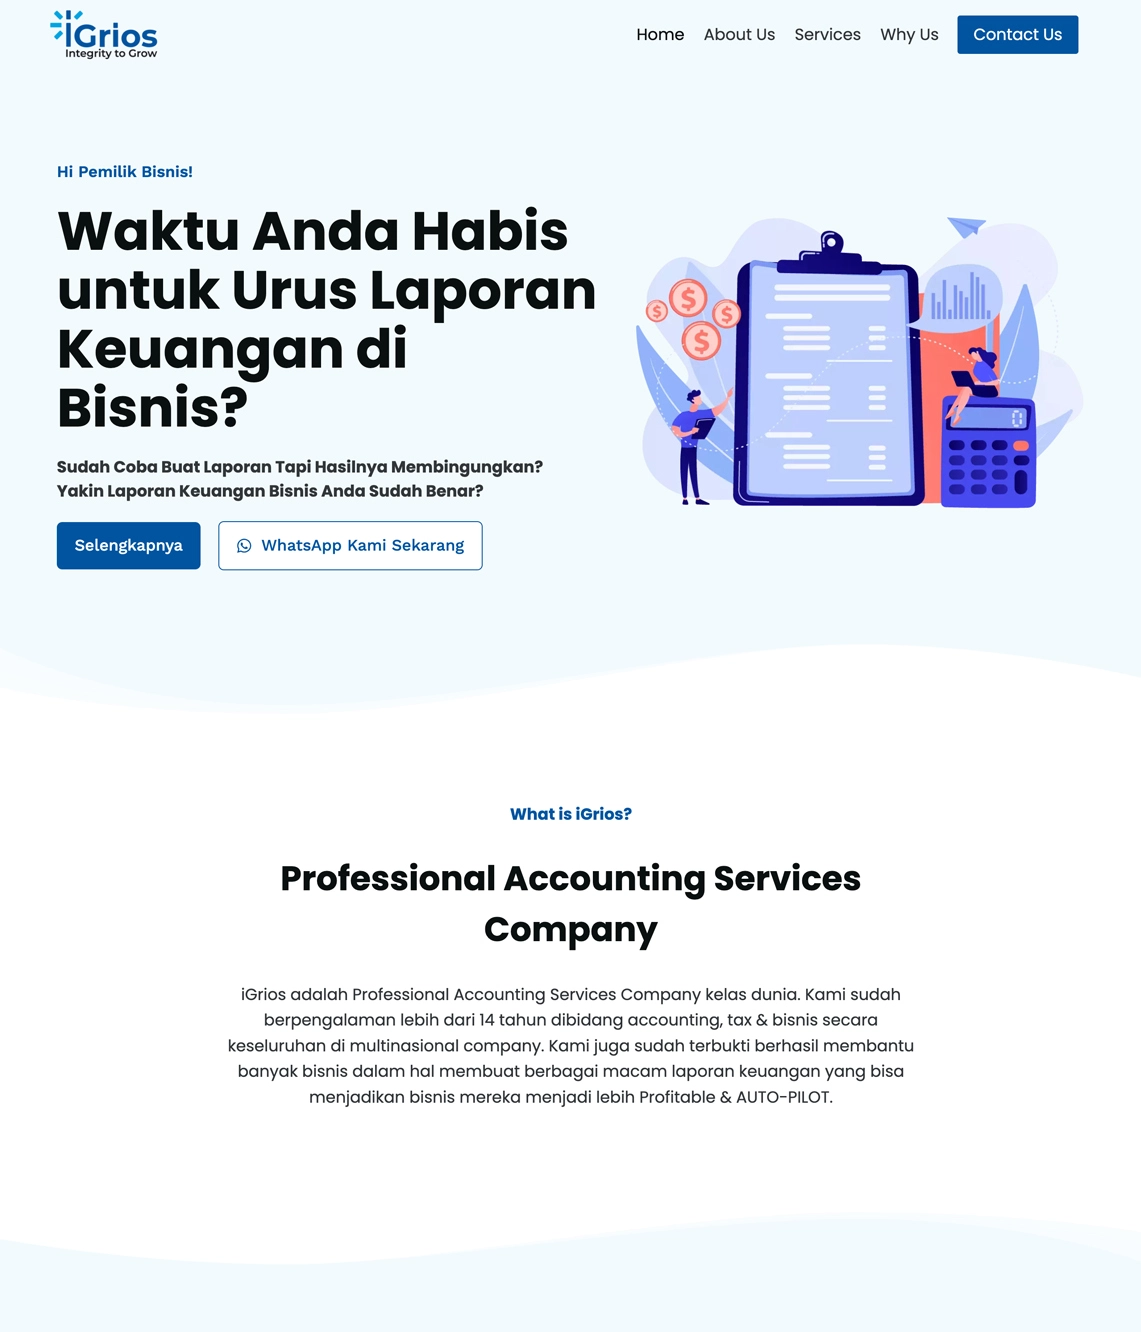 iGrios
Integrity to Grow
Home
About Us
Services
Why Us
Contact Us
Hi Pemilik Bisnis!
Waktu Anda Habis
untuk Urus Laporan
Keuangan di
Bisnis?
Sudah Coba Buat Laporan Tapi Hasilnya Membingungkan?
Yakin Laporan Keuangan Bisnis Anda Sudah Benar?
Selengkapnya
WhatsApp Kami Sekarang
$
$
$
$
0
What is iGrios?
Professional Accounting Services
Company
iGrios adalah Professional Accounting Services Company kelas dunia. Kami sudah
berpengalaman lebih dari 14 tahun dibidang accounting, tax & bisnis secara
keseluruhan di multinasional company. Kami juga sudah terbukti berhasil membantu
banyak bisnis dalam hal membuat berbagai macam laporan keuangan yang bisa
menjadikan bisnis mereka menjadi lebih Profitable & AUTO-PILOT.